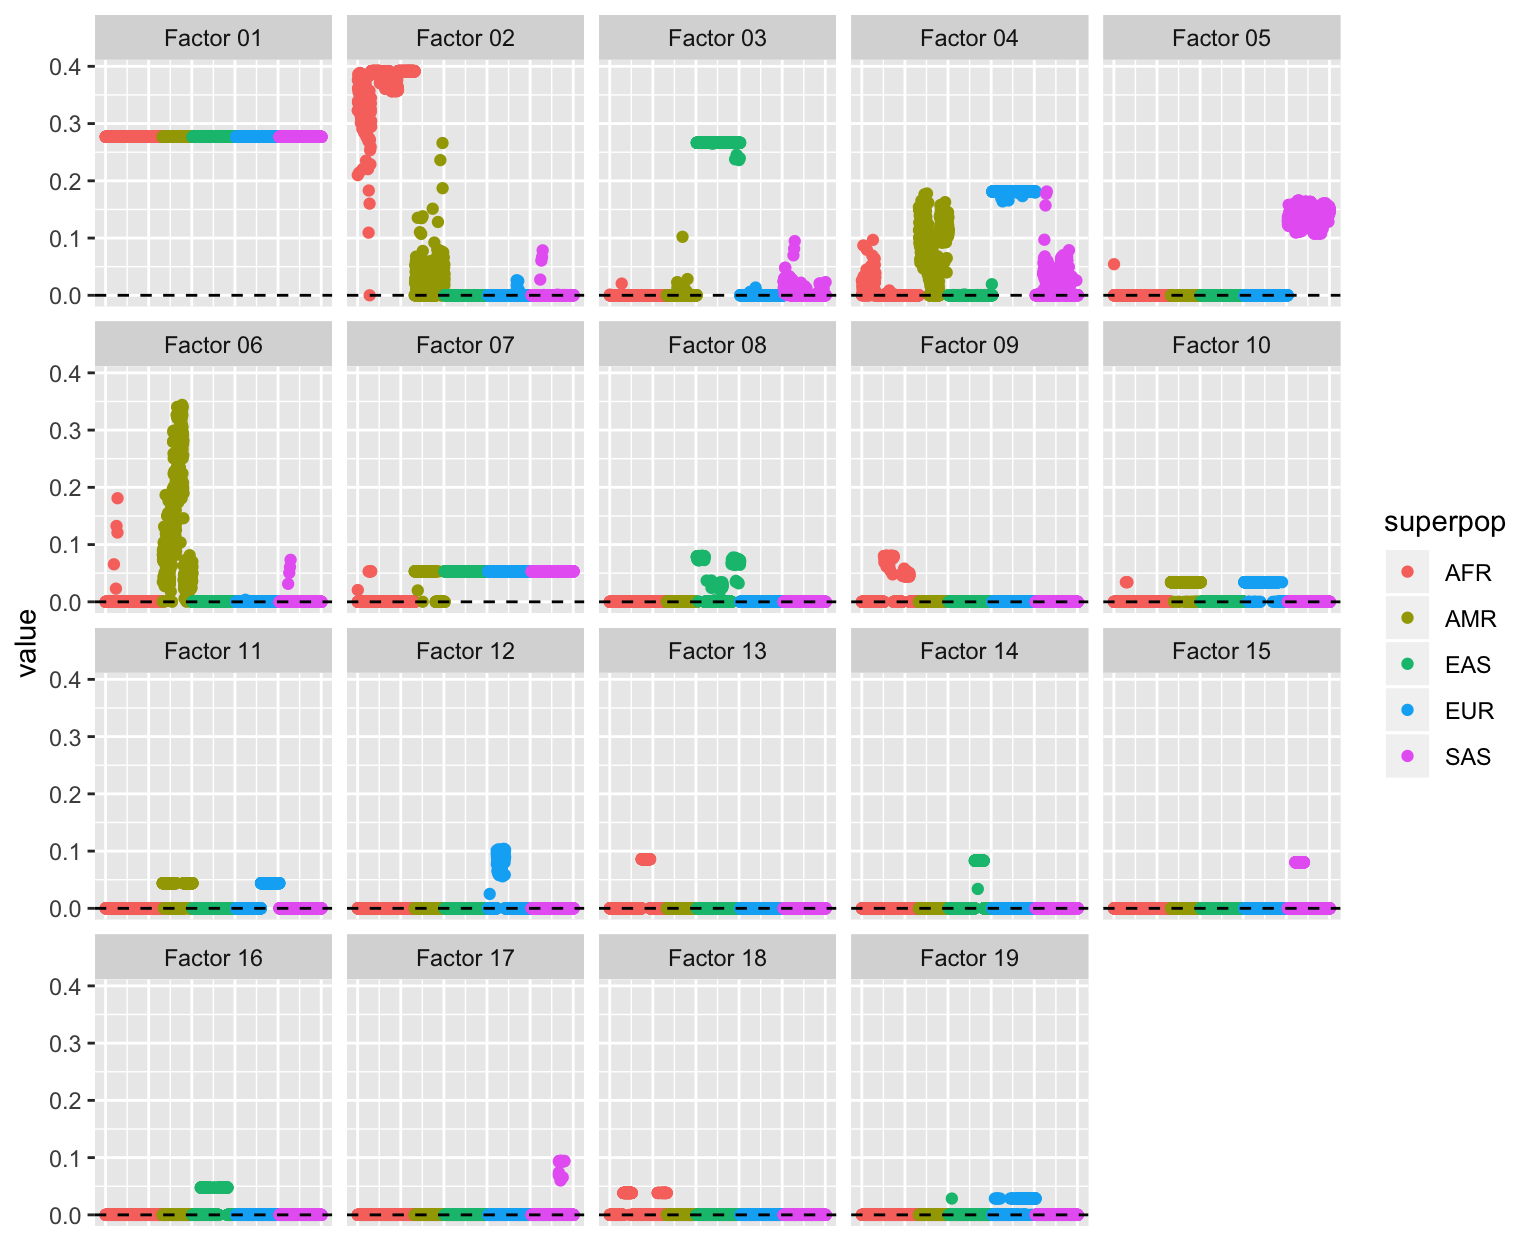 Factor 01 Factor 02 Factor 03 Factor 04 Factor 05
0.4
0.3
0.2
0.1
0.0
Factor 06 Factor 07 Factor 08 Factor 09 Factor 10
0.4
0.3
0.2
0.1
0.0
value
Factor 11 Factor 12 Factor 13 Factor 14 Factor 15
0.4
0.3
0.2
0.1
0.0
Factor 16 Factor 17 Factor 18 Factor 19
0.4
0.3
0.2
0.1
0.0
superpop
AFR
AMR
EAS
EUR
SAS